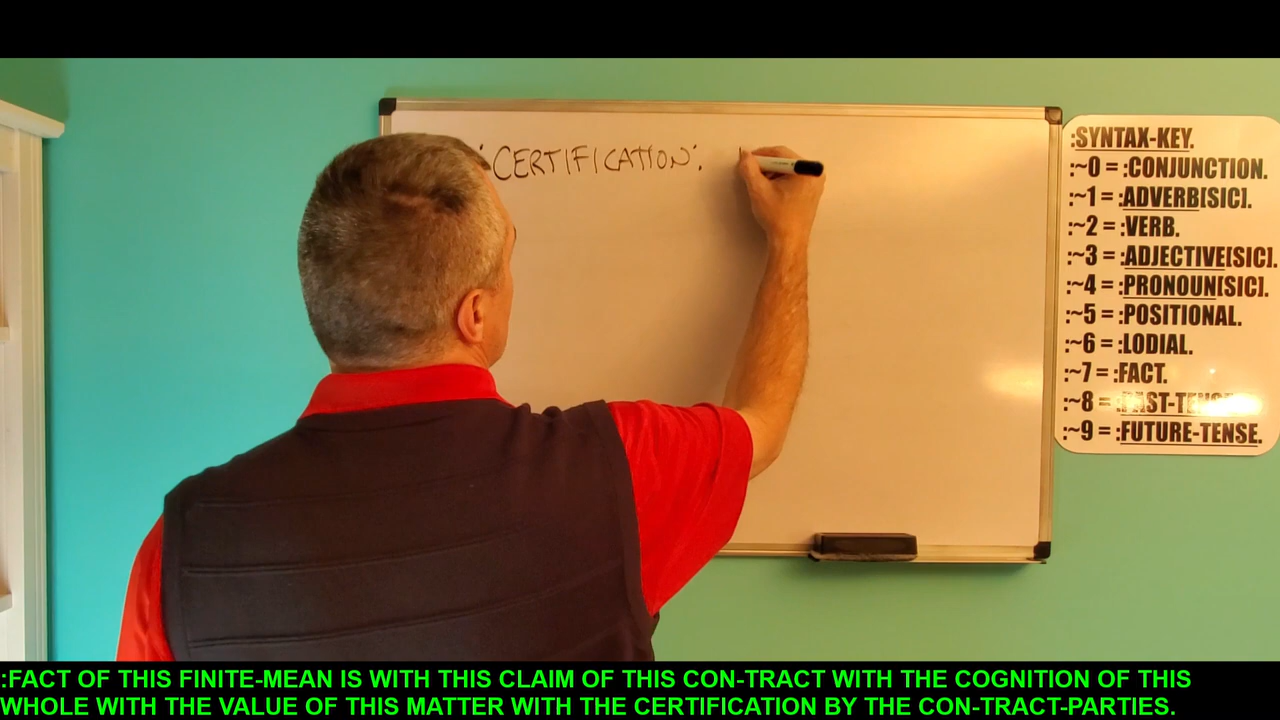 :CERTIFICATION:
:SYNTAX-KEY.
:~0 = :CONJUNCTION.
:~1 = :ADVERB[SIC].
:~2 = :VERB.
:~3 = :ADJECTIVE[SIC].
:~4 = :PRONOUN[SIC].
:~5 = :POSITIONAL.
:~6 = :LODIAL.
:~7 = :FACT.
:~8 = :PAST-TENSE.
:~9 = :FUTURE-TENSE.
:FACT OF THIS FINITE-MEAN IS WITH THIS CLAIM OF THIS CON-TRACT WITH THE COGNITION OF THIS
WHOLE WITH THE VALUE OF THIS MATTER WITH THE CERTIFICATION BY THE CON-TRACT-PARTIES.